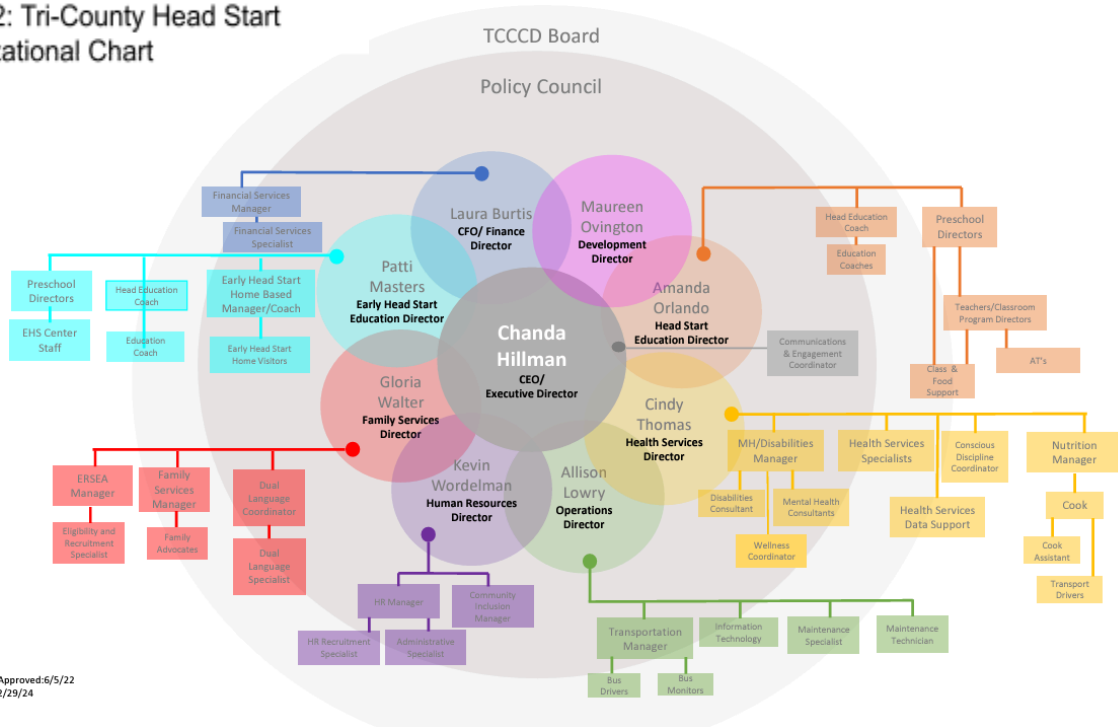 2: Tri-County Head Start
zational Chart
TCCCD Board
Policy Council
Laura Burtis
CFO/ Finance
Director
Maureen
Ovington
Development
Director
Patti
Masters
Early Head Start
Education Director
Amanda
Orlando
Head Start
Education Director
Chanda
Hillman
CEO/
Executive Director
Gloria
Walter
Family Services
Director
Cindy
Thomas
Health Services
Director
Kevin
Wordelman
Human Resources
Director
Allison
Lowry
Operations
Director
Financial Services
Manager
Financial Services
Specialist
Preschool
Directors
EHS Center
Staff
Head Education
Coach
Education
Coach
Early Head Start
Home Based
Manager/Coach
Early Head Start
Home Visitors
Head Education
Coach
Education
Coaches
Preschool
Directors
Teachers/Classroom
Program Directors
AT's
Class &
Food
Support
Communications
& Engagement
Coordinator
ERSEA
Manager
Eligibility and
Recruitment
Specialist
Family
Services
Manager
Family
Advocates
Dual
Language
Coordinator
Dual
Language
Specialist
MH/Disabilities
Manager
Disabilities
Consultant
Mental Health
Consultants
Wellness
Coordinator
Health Services
Specialists
Health Services
Data Support
Conscious
Discipline
Coordinator
Nutrition
Manager
Cook
Cook
Assistant
Transport
Drivers
HR Manager
HR Recruitment
Specialist
Administrative
Specialist
Community
Inclusion
Manager
Transportation
Manager
Bus
Drivers
Bus
Monitors
Information
Technology
Maintenance
Specialist
Maintenance
Technician
Approved:6/5/22
2/29/24